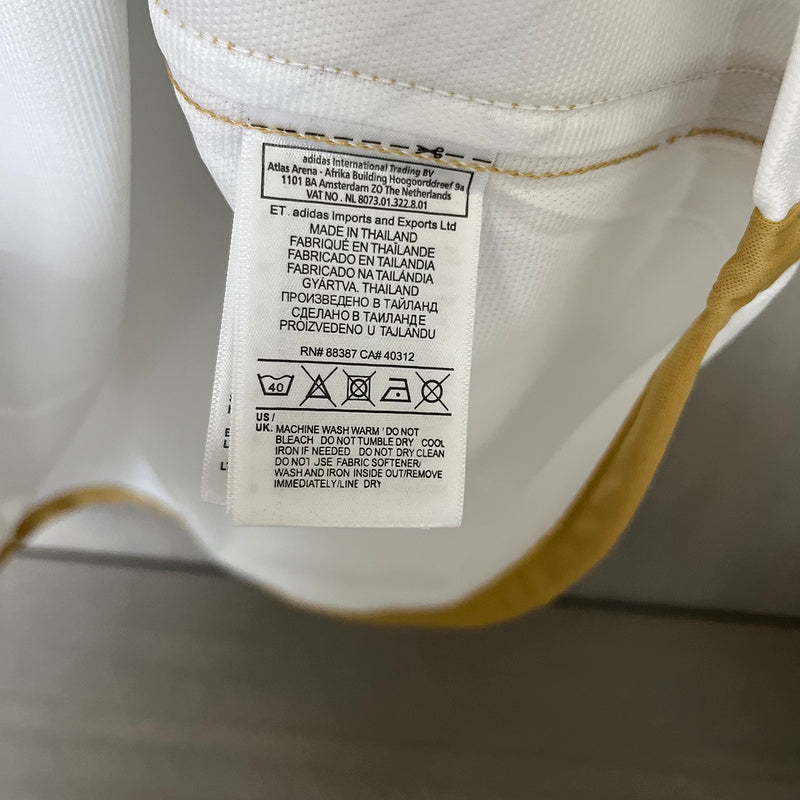 adidas International Trading BV
Atlas Arena - Afrika Building Hoogoorddreef 9a
1101 BA Amsterdam ZO The Netherlands
VAT NO . NL 8073.01.322.8.01
ET . adidas Imports and Exports Ltd
MADE IN THAILAND
FABRIQUÉ EN THAÏLANDE
FABRICADO EN TAILANDIA
FABRICADO NA TAILÂNDIA
GYÁRTVA. THAILAND
ПРОИЗВЕДЕНО В ТАЙЛАНД
СДЕЛАНО В ТАИЛАНДЕ
PROIZVEDENO U TAJLANDU
RN# 88387 CA# 40312
40
US /
UK: MACHINE WASH WARM / DO NOT
BLEACH DO NOT TUMBLE DRY COOL
IRON IF NEEDED DO NOT DRY CLEAN
DO NOT USE FABRIC SOFTENER/
WASH AND IRON INSIDE OUT/REMOVE
IMMEDIATELY/LINE DRY